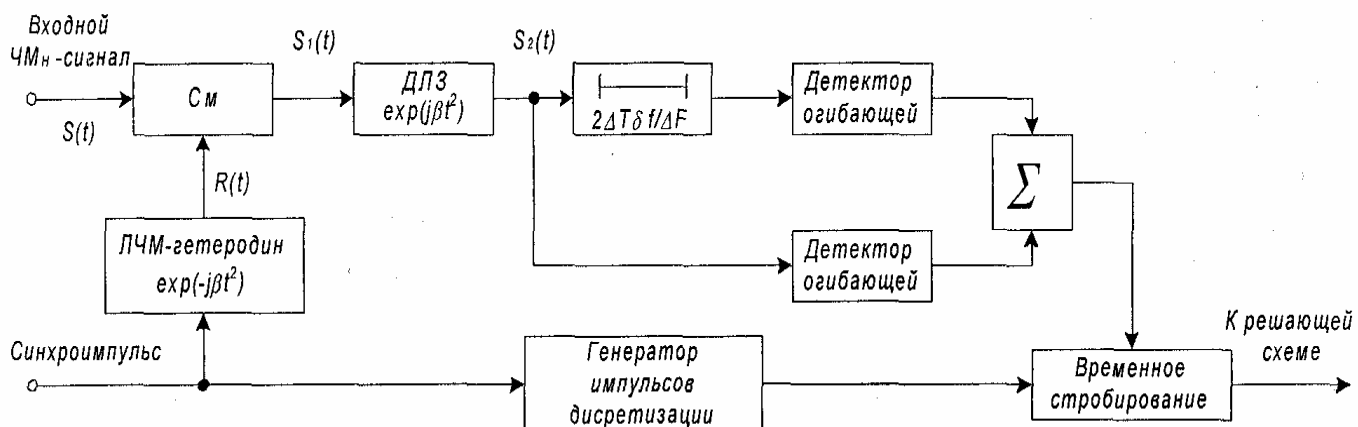 Входной
ЧМн-сигнал
S(t)
См
S₁(t)
ДЛЗ
exp(jβt²)
S₂(t)
2ΔTδf/ΔF
Детектор
огибающей
Σ
R(t)
ЛЧМ-гетеродин
exp(-jβt²)
Детектор
огибающей
Синхроимпульс
Генератор
импульсов
дисретизации
Временное
стробирование
К решающей
схеме